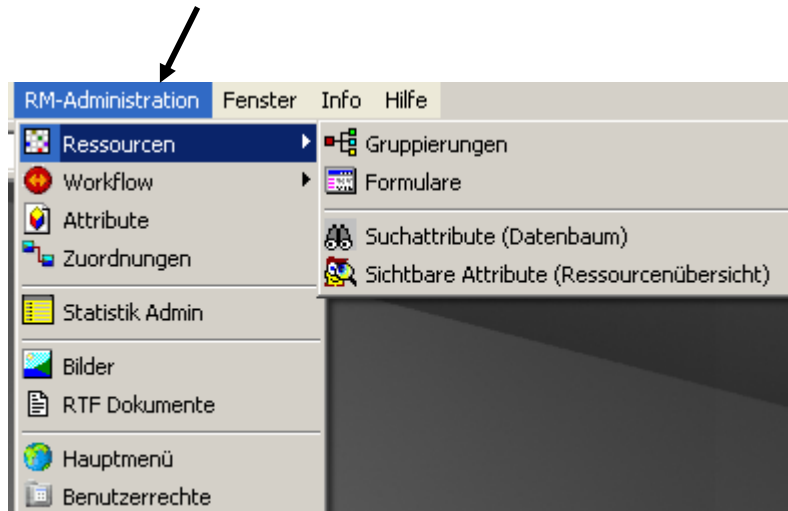 RM-Administration Fenster Info Hilfe
Ressourcen
Workflow
Attribute
Zuordnungen
Statistik Admin
Bilder
RTF Dokumente
Hauptmenü
Benutzerrechte
Gruppierungen
Formulare
Suchattribute (Datenbaum)
Sichtbare Attribute (Ressourcenübersicht)